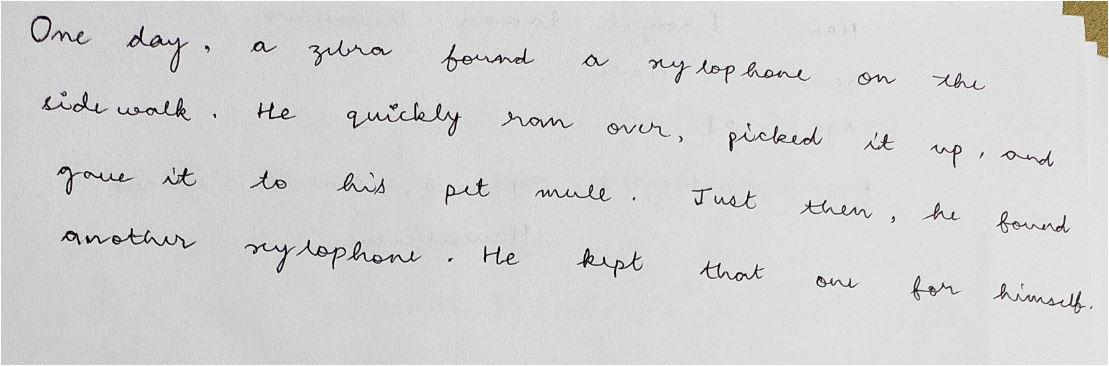 One day, a zebra found a xylophone on the
sidewalk. He quickly ran over, picked it up, and
gave it to his pet mule. Just then, he found
another xylophone. He kept that one for himself.